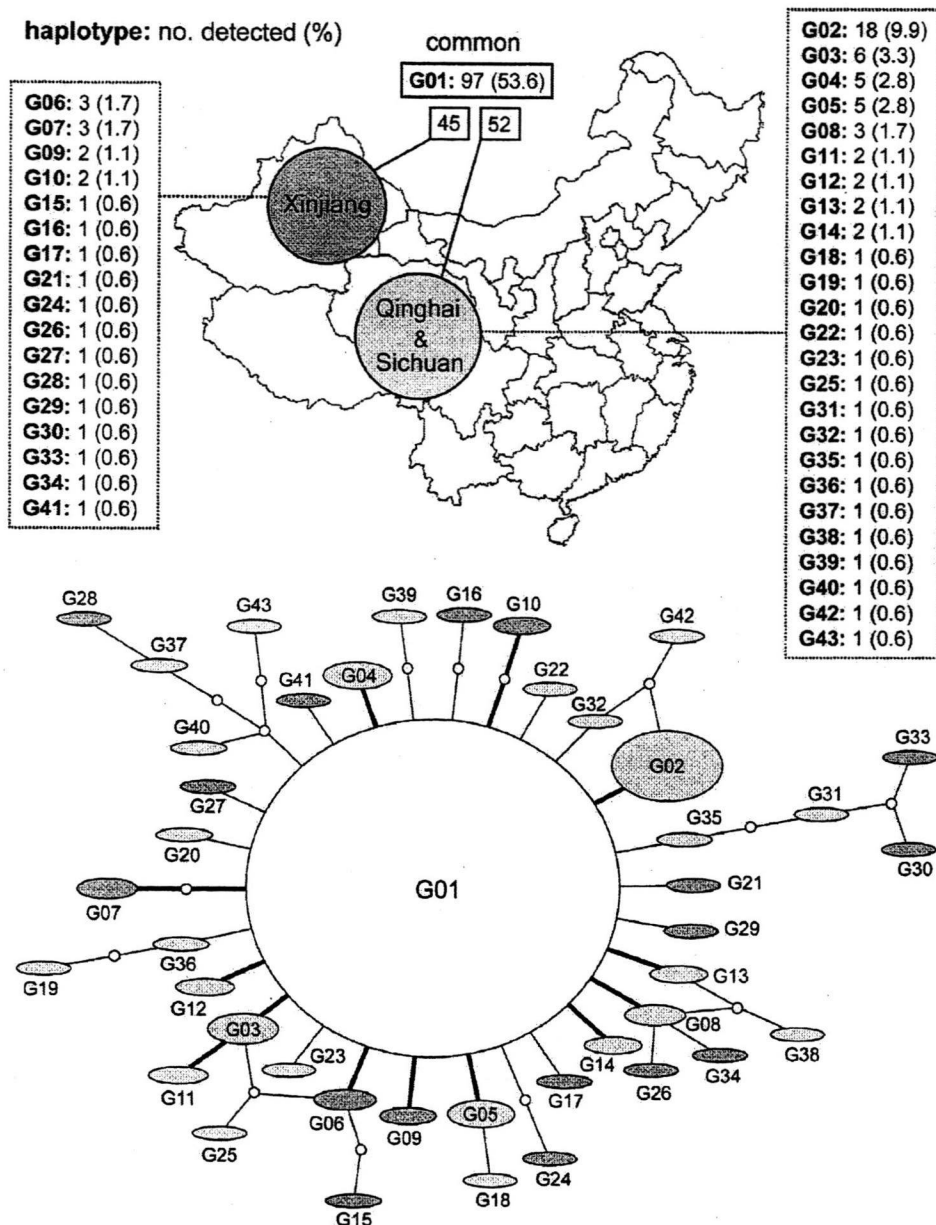 haplotype: no. detected (%)
common
G01: 97 (53.6)
45 52
Xinjiang
Qinghai
&
Sichuan
G06: 3 (1.7)
G07: 3 (1.7)
G09: 2 (1.1)
G10: 2 (1.1)
G15: 1 (0.6)
G16: 1 (0.6)
G17: 1 (0.6)
G21: 1 (0.6)
G24: 1 (0.6)
G26: 1 (0.6)
G27: 1 (0.6)
G28: 1 (0.6)
G29: 1 (0.6)
G30: 1 (0.6)
G33: 1 (0.6)
G34: 1 (0.6)
G41: 1 (0.6)
G02: 18 (9.9)
G03: 6 (3.3)
G04: 5 (2.8)
G05: 5 (2.8)
G08: 3 (1.7)
G11: 2 (1.1)
G12: 2 (1.1)
G13: 2 (1.1)
G14: 2 (1.1)
G18: 1 (0.6)
G19: 1 (0.6)
G20: 1 (0.6)
G22: 1 (0.6)
G23: 1 (0.6)
G25: 1 (0.6)
G31: 1 (0.6)
G32: 1 (0.6)
G35: 1 (0.6)
G36: 1 (0.6)
G37: 1 (0.6)
G38: 1 (0.6)
G39: 1 (0.6)
G40: 1 (0.6)
G42: 1 (0.6)
G43: 1 (0.6)
G28
G43
G39
G16
G10
G42
G37
G41
G04
G22
G32
G40
G02
G33
G27
G35
G31
G20
G30
G07
G01
G21
G29
G36
G19
G12
G13
G03
G08
G38
G11
G23
G14
G34
G26
G17
G06
G09
G05
G25
G24
G18
G15